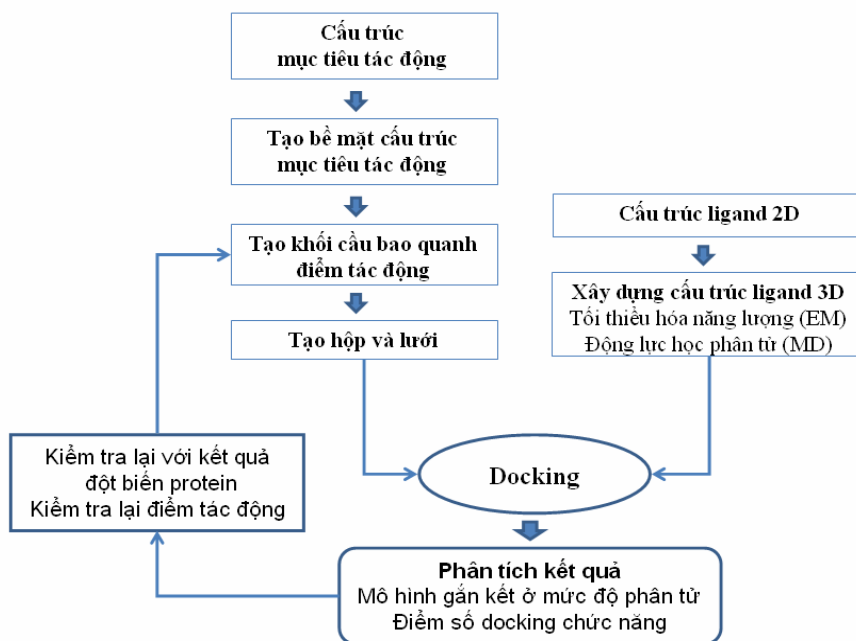 Cấu trúc
mục tiêu tác động
Tạo bề mặt cấu trúc
mục tiêu tác động
Tạo khối cầu bao quanh
điểm tác động
Tạo hộp và lưới
Cấu trúc ligand 2D
Xây dựng cấu trúc ligand 3D
Tối thiểu hóa năng lượng (EM)
Động lực học phân tử (MD)
Docking
Kiểm tra lại với kết quả
đột biến protein
Kiểm tra lại điểm tác động
Phân tích kết quả
Mô hình gắn kết ở mức độ phân tử
Điểm số docking chức năng